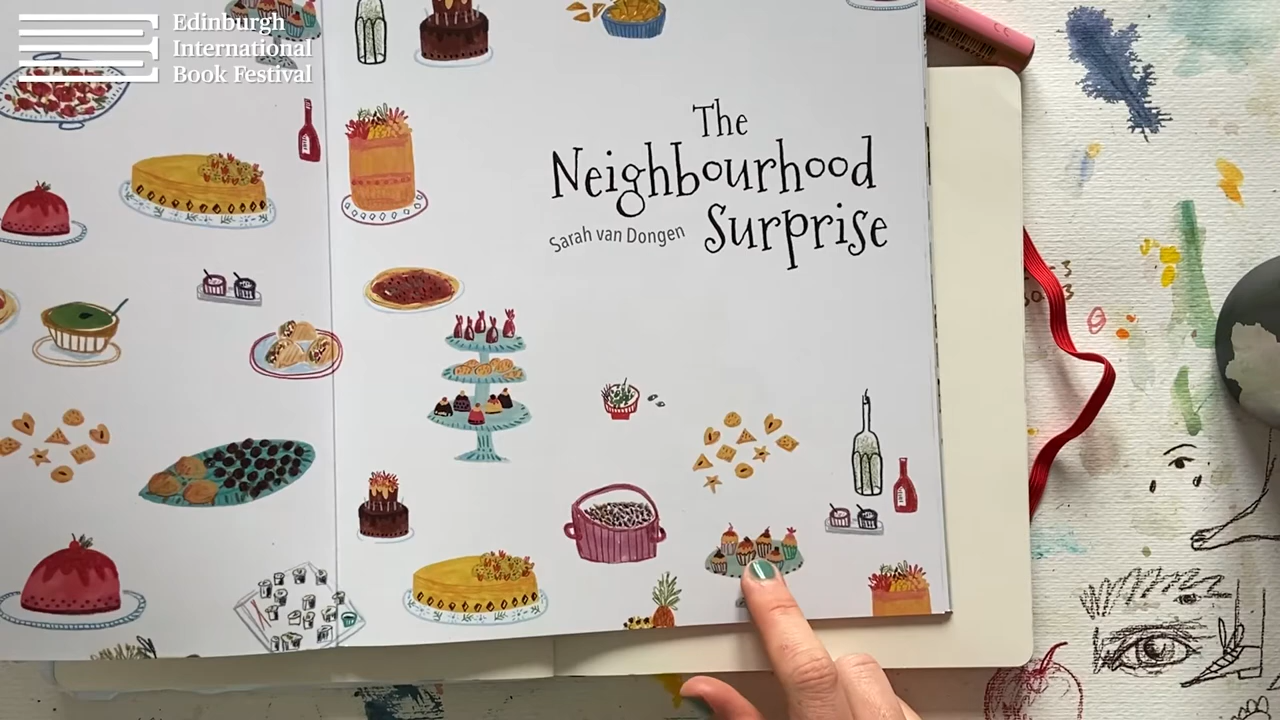 Edinburgh
International
Book Festival
The
Neighbourhood
Surprise
Sarah van Dongen